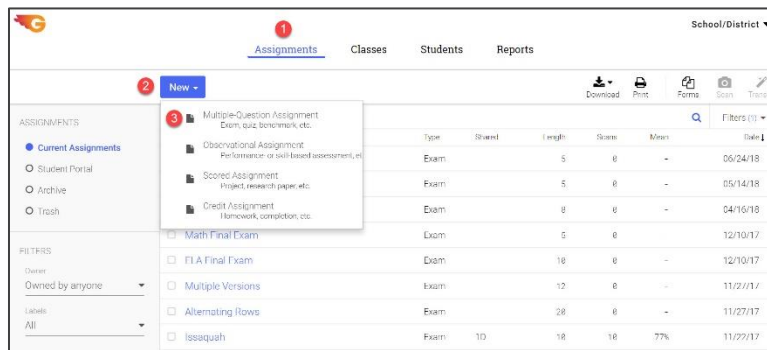 1
School/District
Assignments Classes Students Reports
2 New
Download Print Forms Scan
ASSIGNMENTS
3 Multiple-Question Assignment
Exam, quiz, benchmark, etc.
Filters (1)
Current Assignments
Observational Assignment
Type Shared Length Scans Mean Date
Performance- or skill-based assessment, et
Student Portal
Exam 5 0 - 06/24/18
Archive
Scored Assignment
Project, research paper, etc.
Exam 5 0 - 05/14/18
Trash
Credit Assignment
Homework, completion, etc.
Exam 8 0 - 04/16/18
Math Final Exam Exam 5 0 12/10/17
FILTERS
ELA Final Exam Exam 10 0 - 12/10/17
Owner
Owned by anyone
Multiple Versions Exam 12 0 - 11/27/17
Labels
All
Alternating Rows Exam 20 0 - 11/27/17
Issaquah Exam 1D 10 10 77% 11/22/17